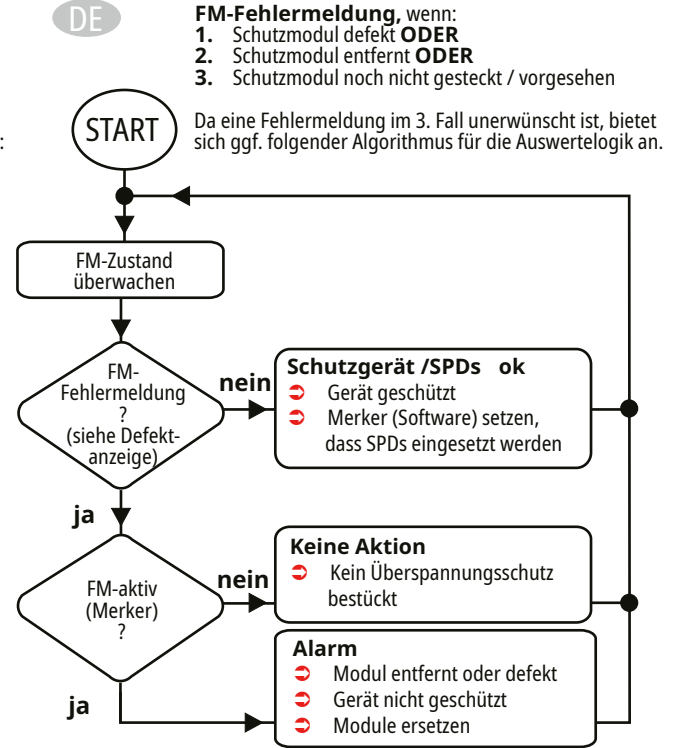 DE
FM-Fehlermeldung, wenn:
1. Schutzmodul defekt ODER
2. Schutzmodul entfernt ODER
3. Schutzmodul noch nicht gesteckt / vorgesehen
START
Da eine Fehlermeldung im 3. Fall unerwünscht ist, bietet
sich ggf. folgender Algorithmus für die Auswertelogik an.
:
FM-Zustand
überwachen
FM-
Fehlermeldung
?
(siehe Defekt-
anzeige)
nein
Schutzgerät /SPDs ok
Gerät geschützt
Merker (Software) setzen,
dass SPDs eingesetzt werden
ja
FM-aktiv
(Merker)
?
nein
Keine Aktion
Kein Überspannungsschutz
bestückt
ja
Alarm
Modul entfernt oder defekt
Gerät nicht geschützt
Module ersetzen